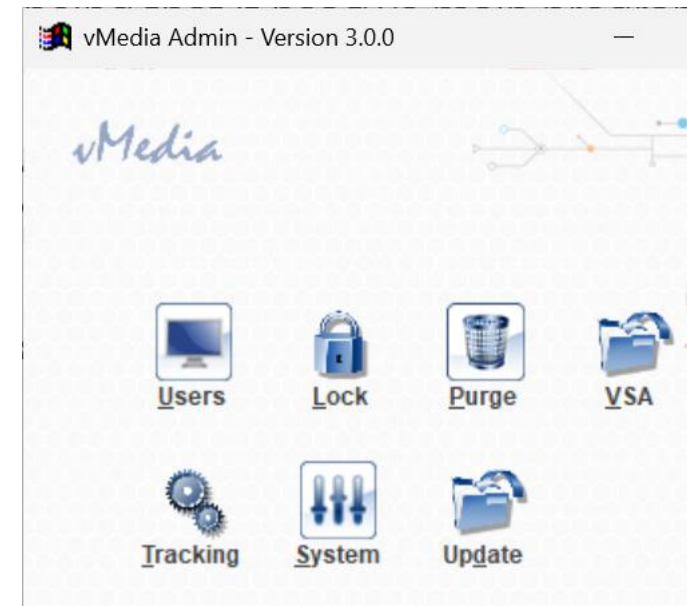 vMedia Admin - Version 3.0.0
vMedia
Users Lock Purge VSA
Tracking System Update